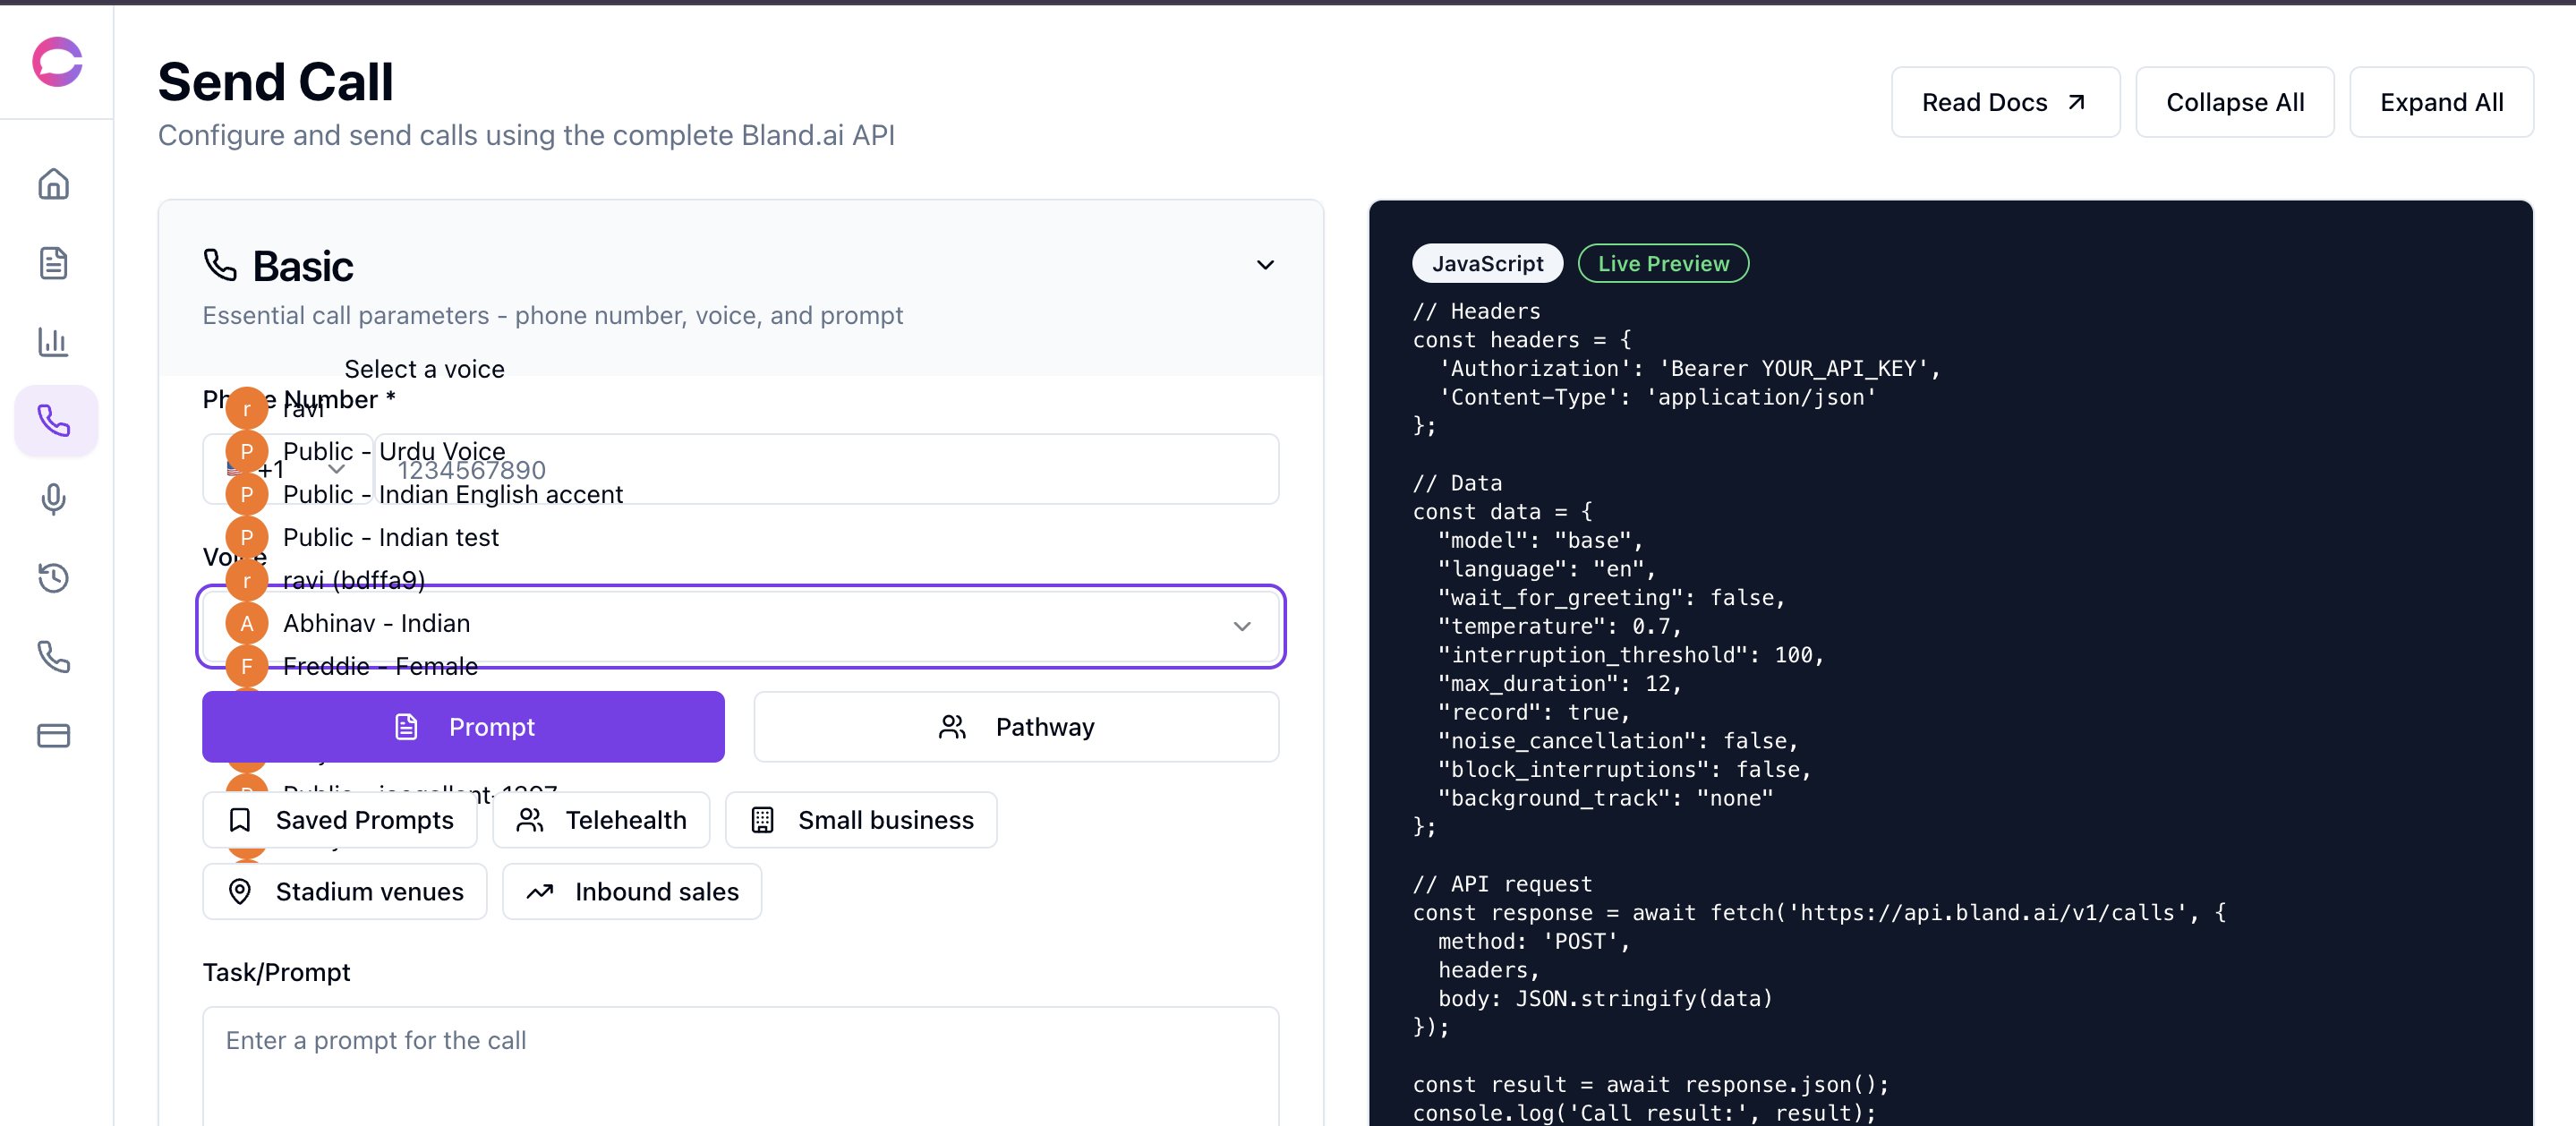 Send Call
Configure and send calls using the complete Bland.ai API
Read Docs
Collapse All
Expand All
Basic
Essential call parameters - phone number, voice, and prompt
Select a voice
Phone Number *
r ravi
P Public - Urdu Voice
+1
1234567890
P Public - Indian English accent
P Public - Indian test
Voice
r ravi (bdffa9)
A Abhinav - Indian
F Freddie - Female
Prompt
Pathway
Saved Prompts
Telehealth
Small business
Stadium venues
Inbound sales
Task/Prompt
Enter a prompt for the call
JavaScript
Live Preview
// Headers
const headers = {
  'Authorization': 'Bearer YOUR_API_KEY',
  'Content-Type': 'application/json'
};
// Data
const data = {
  "model": "base",
  "language": "en",
  "wait_for_greeting": false,
  "temperature": 0.7,
  "interruption_threshold": 100,
  "max_duration": 12,
  "record": true,
  "noise_cancellation": false,
  "block_interruptions": false,
  "background_track": "none"
};
// API request
const response = await fetch('https://api.bland.ai/v1/calls', {
  method: 'POST',
  headers,
  body: JSON.stringify(data)
});
const result = await response.json();
console.log('Call result:', result);